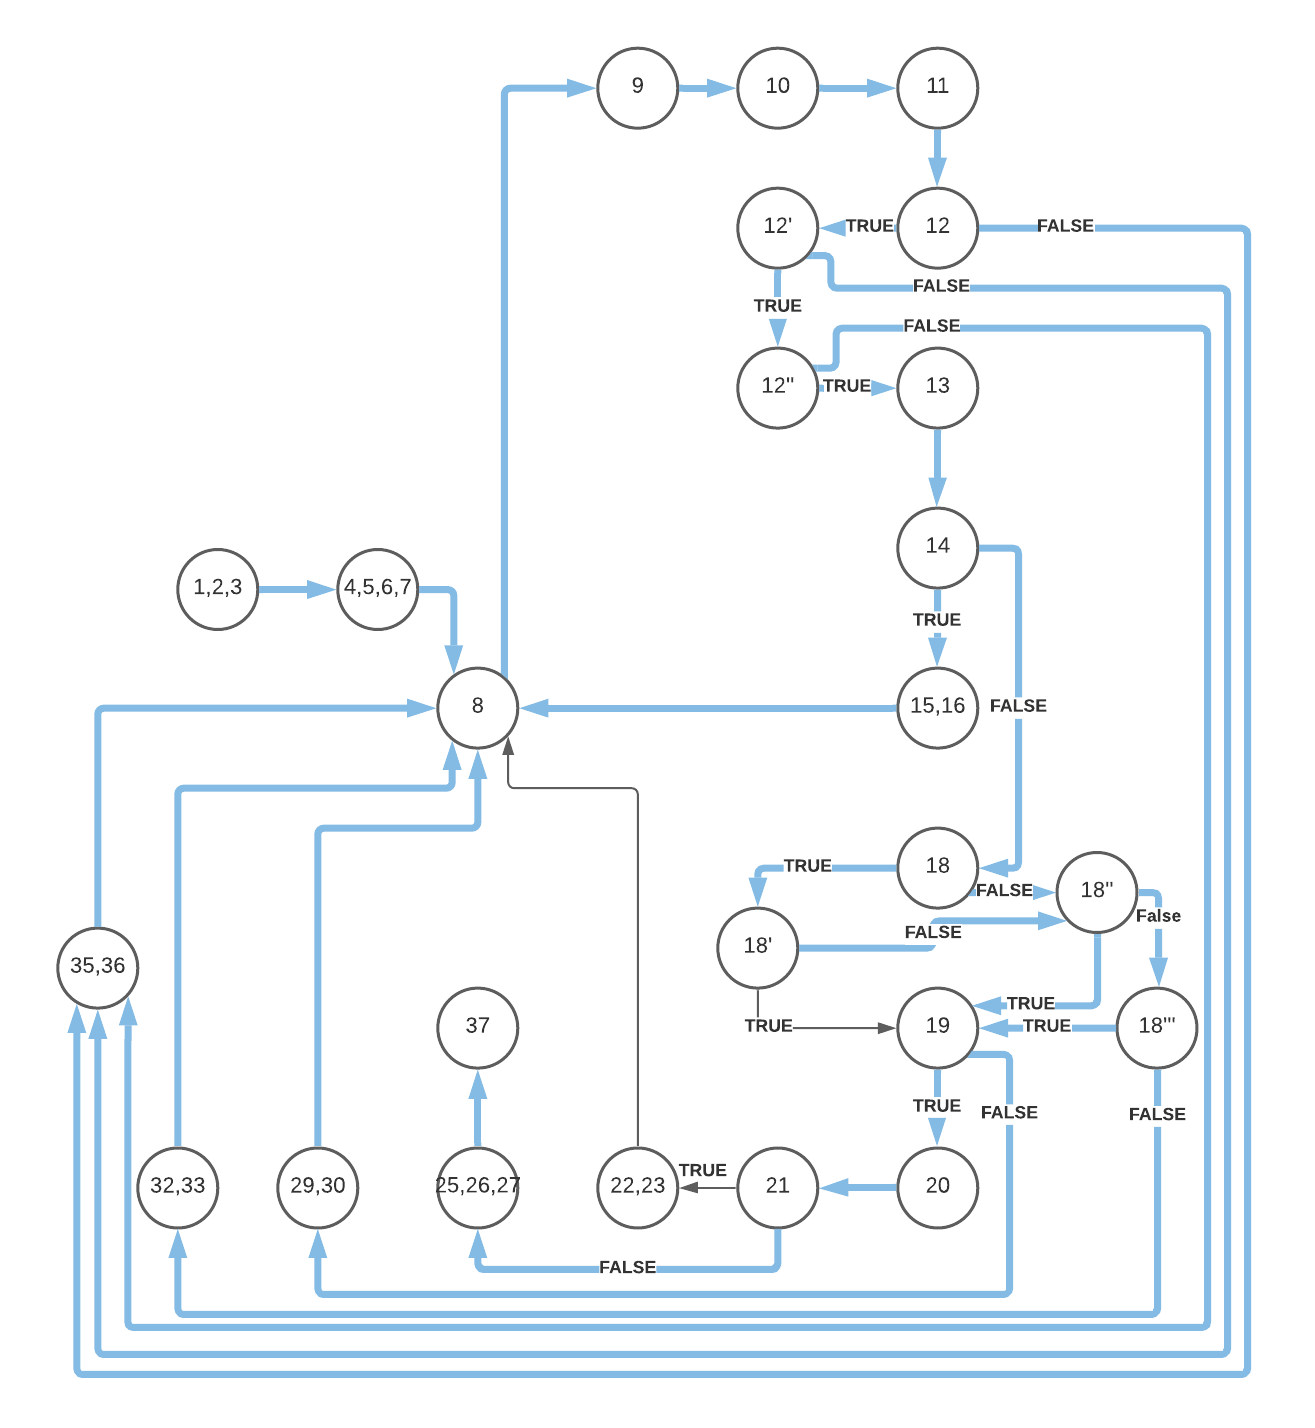 9
10
11
12'
TRUE
12
FALSE
FALSE
TRUE
FALSE
12"
TRUE
13
14
1,2,3
4,5,6,7
TRUE
8
15,16
FALSE
TRUE
18
FALSE
18"
False
FALSE
18'
35,36
TRUE
37
TRUE
19
TRUE
18'''
TRUE
FALSE
FALSE
TRUE
32,33
29,30
25,26,27
22,23
21
20
FALSE